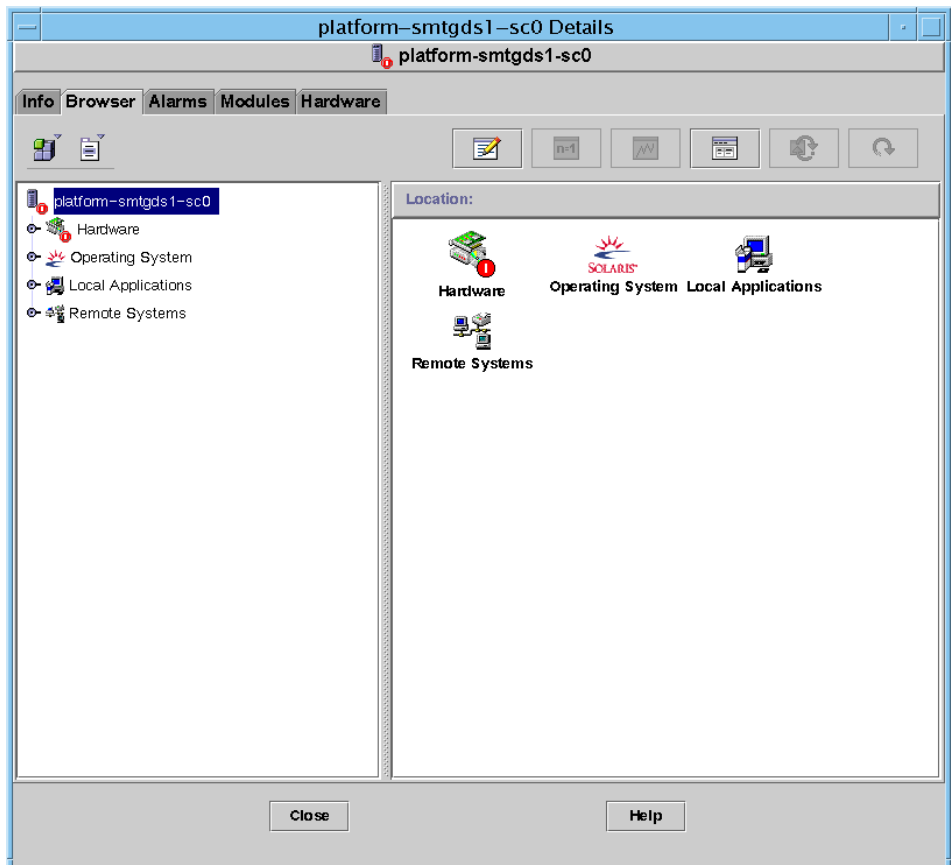 platform–smtgds1–sc0 Details
platform-smtgds1-sc0
Info Browser Alarms Modules Hardware
n=1
platform–smtgds1–sc0
Hardware
Operating System
Local Applications
Remote Systems
Location:
SOLARIS
Hardware Operating System Local Applications
Remote Systems
Close Help